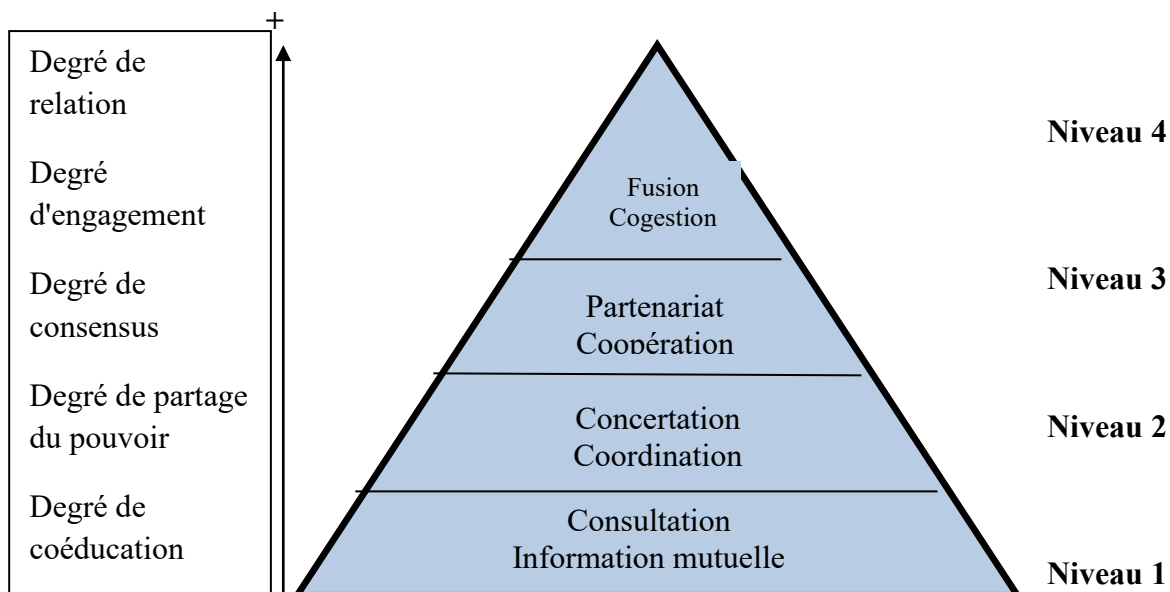 +
Degré de
relation
Degré
d'engagement
Degré de
consensus
Degré de partage
du pouvoir
Degré de
coéducation
Fusion
Cogestion
Partenariat
Coopération
Concertation
Coordination
Consultation
Information mutuelle
Niveau 4
Niveau 3
Niveau 2
Niveau 1